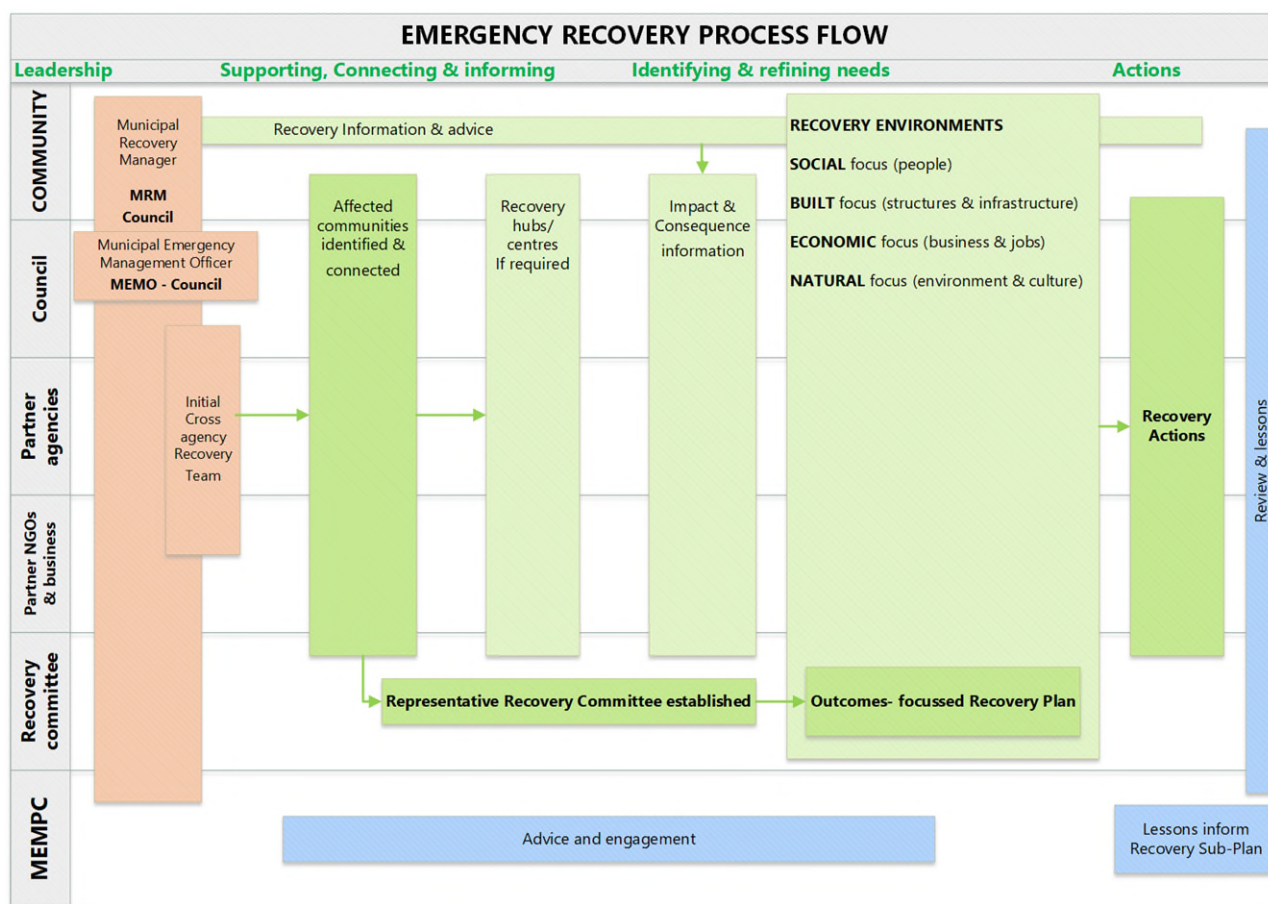 EMERGENCY RECOVERY PROCESS FLOW
Leadership
Supporting, Connecting & informing
Identifying & refining needs
Actions
COMMUNITY
Council
Partner
agencies
Partner NGOs
& business
Recovery
committee
MEMPC
Municipal
Recovery
Manager
MRM
Council
Municipal Emergency
Management Officer
MEMO - Council
Initial
Cross
agency
Recovery
Team
Recovery Information & advice
Affected
communities
identified &
connected
Recovery
hubs/
centres
If required
Impact &
Consequence
information
RECOVERY ENVIRONMENTS
SOCIAL focus (people)
BUILT focus (structures & infrastructure)
ECONOMIC focus (business & jobs)
NATURAL focus (environment & culture)
Recovery
Actions
Review & lessons
Representative Recovery Committee established
Outcomes- focussed Recovery Plan
Advice and engagement
Lessons inform
Recovery Sub-Plan